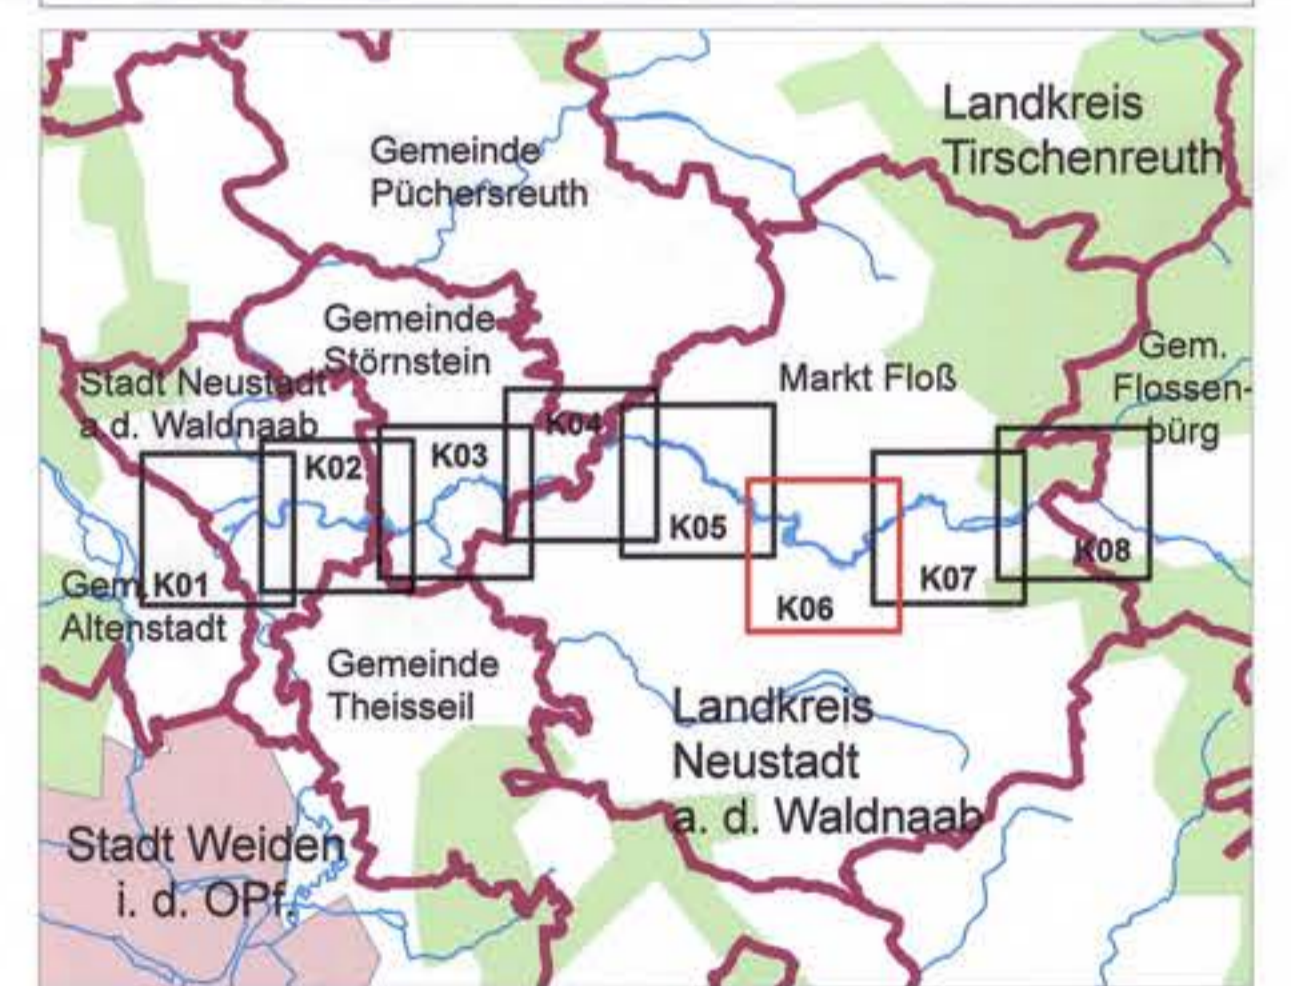 Landkreis
Tirschenreuth
Gemeinde
Püchersreuth
Gemeinde
Störnstein
Gem.
Flossen-
bürg
Markt Floß
Stadt Neustadt
a.d. Waldnaab
K04
K03
K02
K05
K08
K07
K01
K06
Gem.
Altenstadt
Gemeinde
Theisseil
Landkreis
Neustadt
a. d. Waldnaab
Stadt Weiden
i. d. OPf.